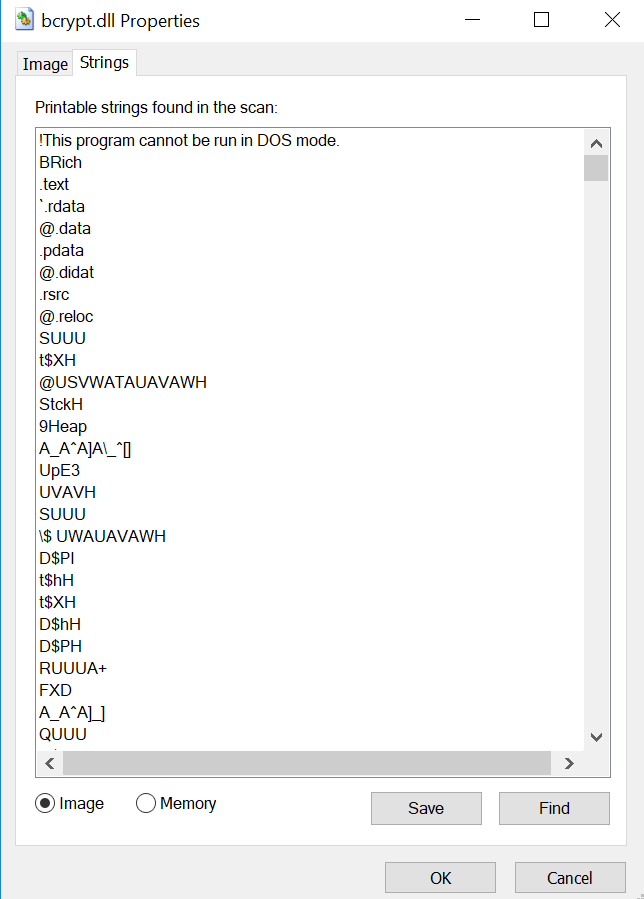 bcrypt.dll Properties
Image Strings
Printable strings found in the scan:
!This program cannot be run in DOS mode.
BRich
.text
`.rdata
@.data
.pdata
@.didat
.rsrc
@.reloc
SUUU
t$XH
@USVWATAUAVAWH
StckH
9Heap
A_A^A]A\_^[]
UpE3
UVAVH
SUUU
\$ UWAUAVAWH
D$PI
t$hH
t$XH
D$hH
D$PH
RUUUA+
FXD
A_A^A]_]
QUUU
Image Memory Save Find
OK Cancel